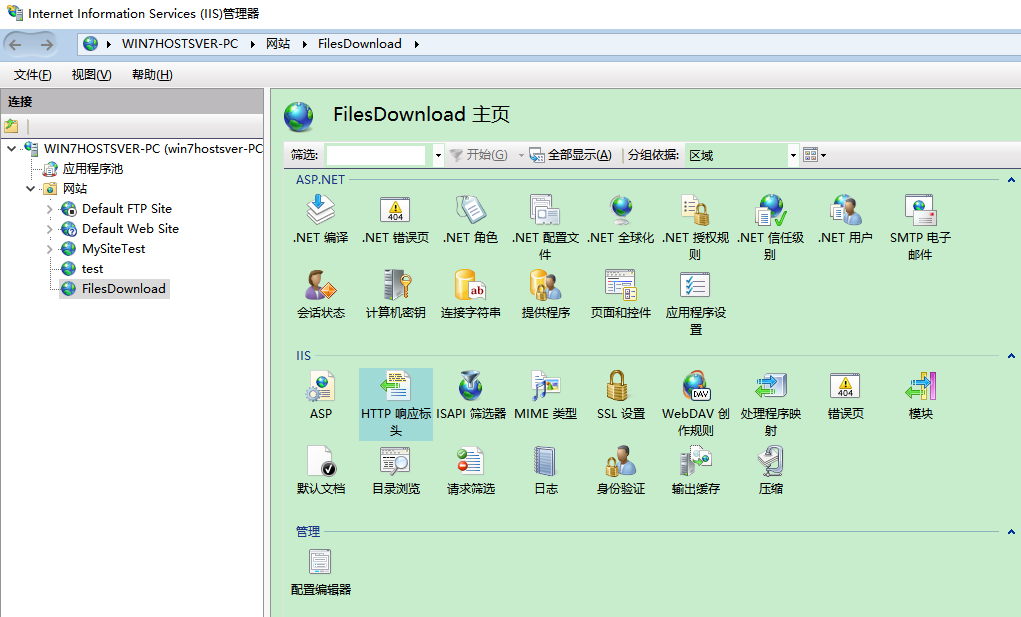 Internet Information Services (IIS)管理器
WIN7HOSTSVER-PC 网站 FilesDownload
文件(F) 视图(V) 帮助(H)
连接
WIN7HOSTSVER-PC (win7hostsver-PC
应用程序池
网站
Default FTP Site
Default Web Site
MySiteTest
test
FilesDownload
FilesDownload 主页
筛选: 开始(G) 全部显示(A) 分组依据: 区域
ASP.NET
.NET 编译 .NET 错误页 .NET 角色 .NET 配置文 .NET 全球化 .NET 授权规 .NET 信任级 .NET 用户 SMTP 电子
件 则 别 邮件
会话状态 计算机密钥 连接字符串 提供程序 页面和控件 应用程序设
置
IIS
ASP HTTP 响应标 ISAPI 筛选器 MIME 类型 SSL 设置 WebDAV 创 处理程序映 错误页 模块
头 作规则 射
默认文档 目录浏览 请求筛选 日志 身份验证 输出缓存 压缩
管理
配置编辑器